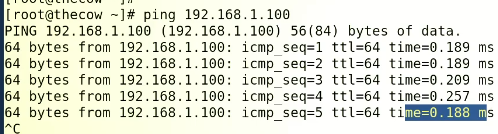 [root@thecow ~]#
[root@thecow ~]# ping 192.168.1.100
PING 192.168.1.100 (192.168.1.100) 56(84) bytes of data.
64 bytes from 192.168.1.100: icmp_seq=1 ttl=64 time=0.189 ms
64 bytes from 192.168.1.100: icmp_seq=2 ttl=64 time=0.189 ms
64 bytes from 192.168.1.100: icmp_seq=3 ttl=64 time=0.209 ms
64 bytes from 192.168.1.100: icmp_seq=4 ttl=64 time=0.257 ms
64 bytes from 192.168.1.100: icmp_seq=5 ttl=64 time=0.188 ms
^C